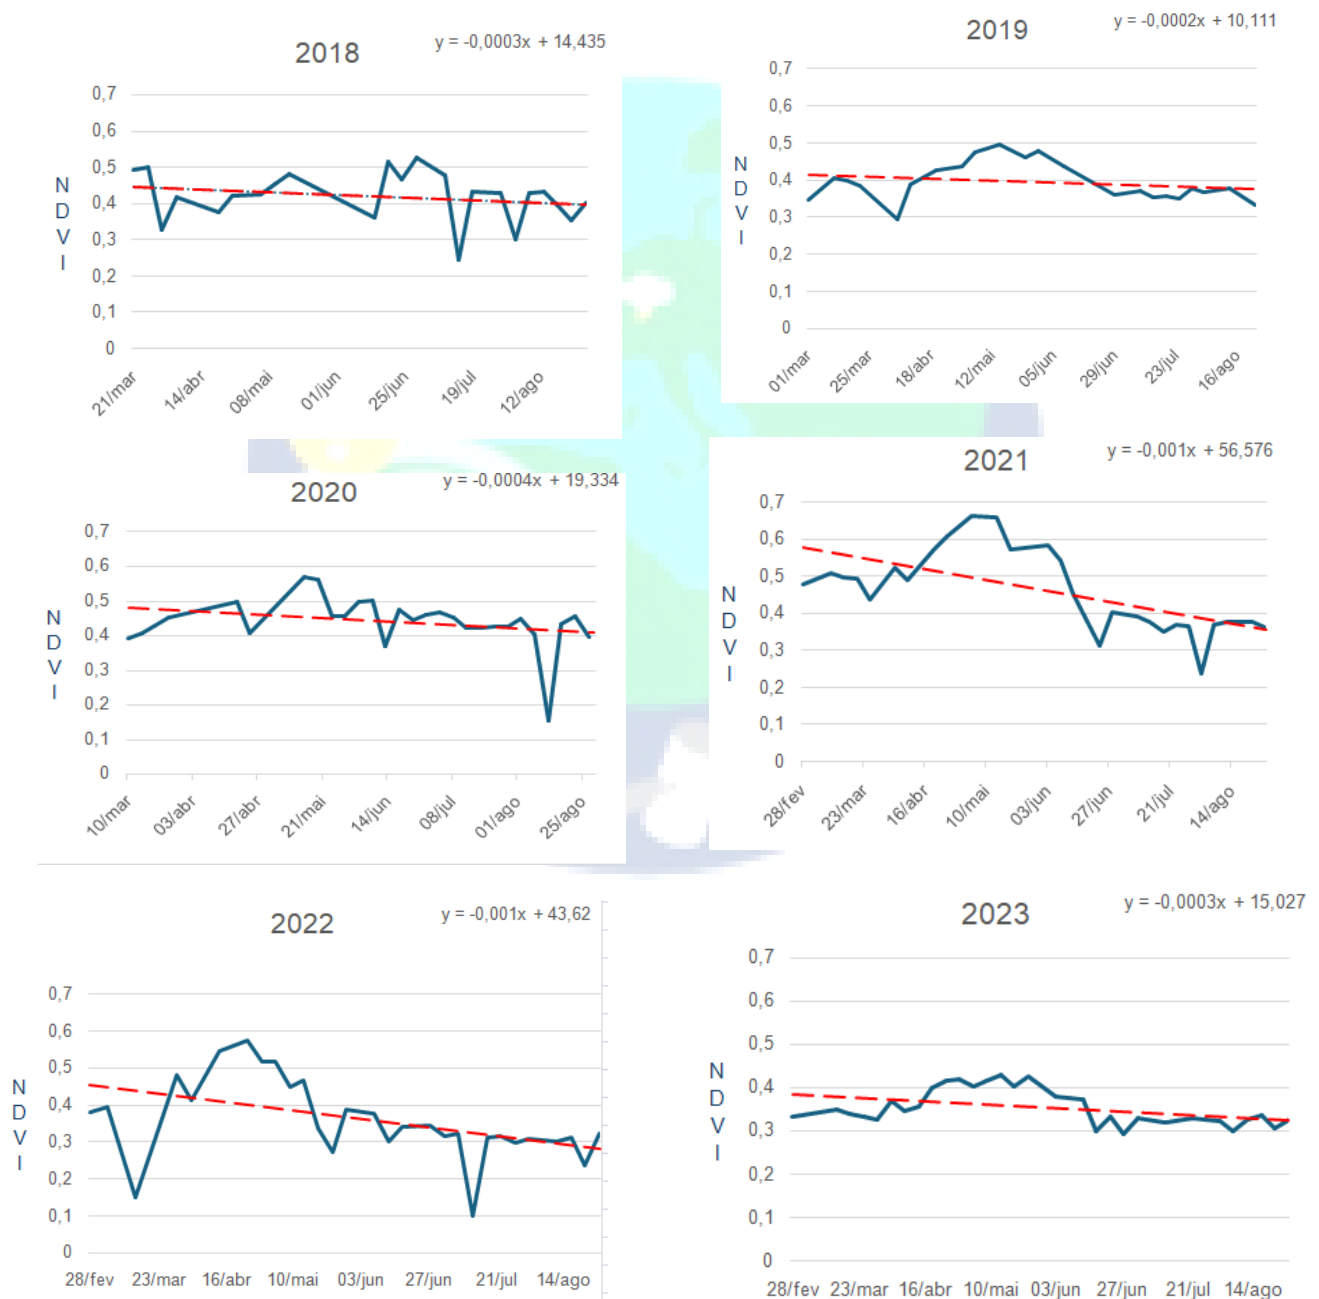 2018
y = -0,0003x + 14,435
0,7
0,6
0,5
0,4
0,3
0,2
0,1
0
N
D
V
I
21/mar 14/abr 08/mai 01/jun 25/jun 19/jul 12/ago
2019
y = -0,0002x + 10,111
0,7
0,6
0,5
0,4
0,3
0,2
0,1
0
N
D
V
I
01/mar 25/mar 18/abr 12/mai 05/jun 29/jun 23/jul 16/ago
2020
y = -0,0004x + 19,334
0,7
0,6
0,5
0,4
0,3
0,2
0,1
0
N
D
V
I
10/mar 03/abr 27/abr 21/mai 14/jun 08/jul 01/ago 25/ago
2021
y = -0,001x + 56,576
0,7
0,6
0,5
0,4
0,3
0,2
0,1
0
N
D
V
I
28/fev 23/mar 16/abr 10/mai 03/jun 27/jun 21/jul 14/ago
2022
y = -0,001x + 43,62
0,7
0,6
0,5
0,4
0,3
0,2
0,1
0
N
D
V
I
28/fev 23/mar 16/abr 10/mai 03/jun 27/jun 21/jul 14/ago
2023
y = -0,0003x + 15,027
0,7
0,6
0,5
0,4
0,3
0,2
0,1
0
N
D
V
I
28/fev 23/mar 16/abr 10/mai 03/jun 27/jun 21/jul 14/ago